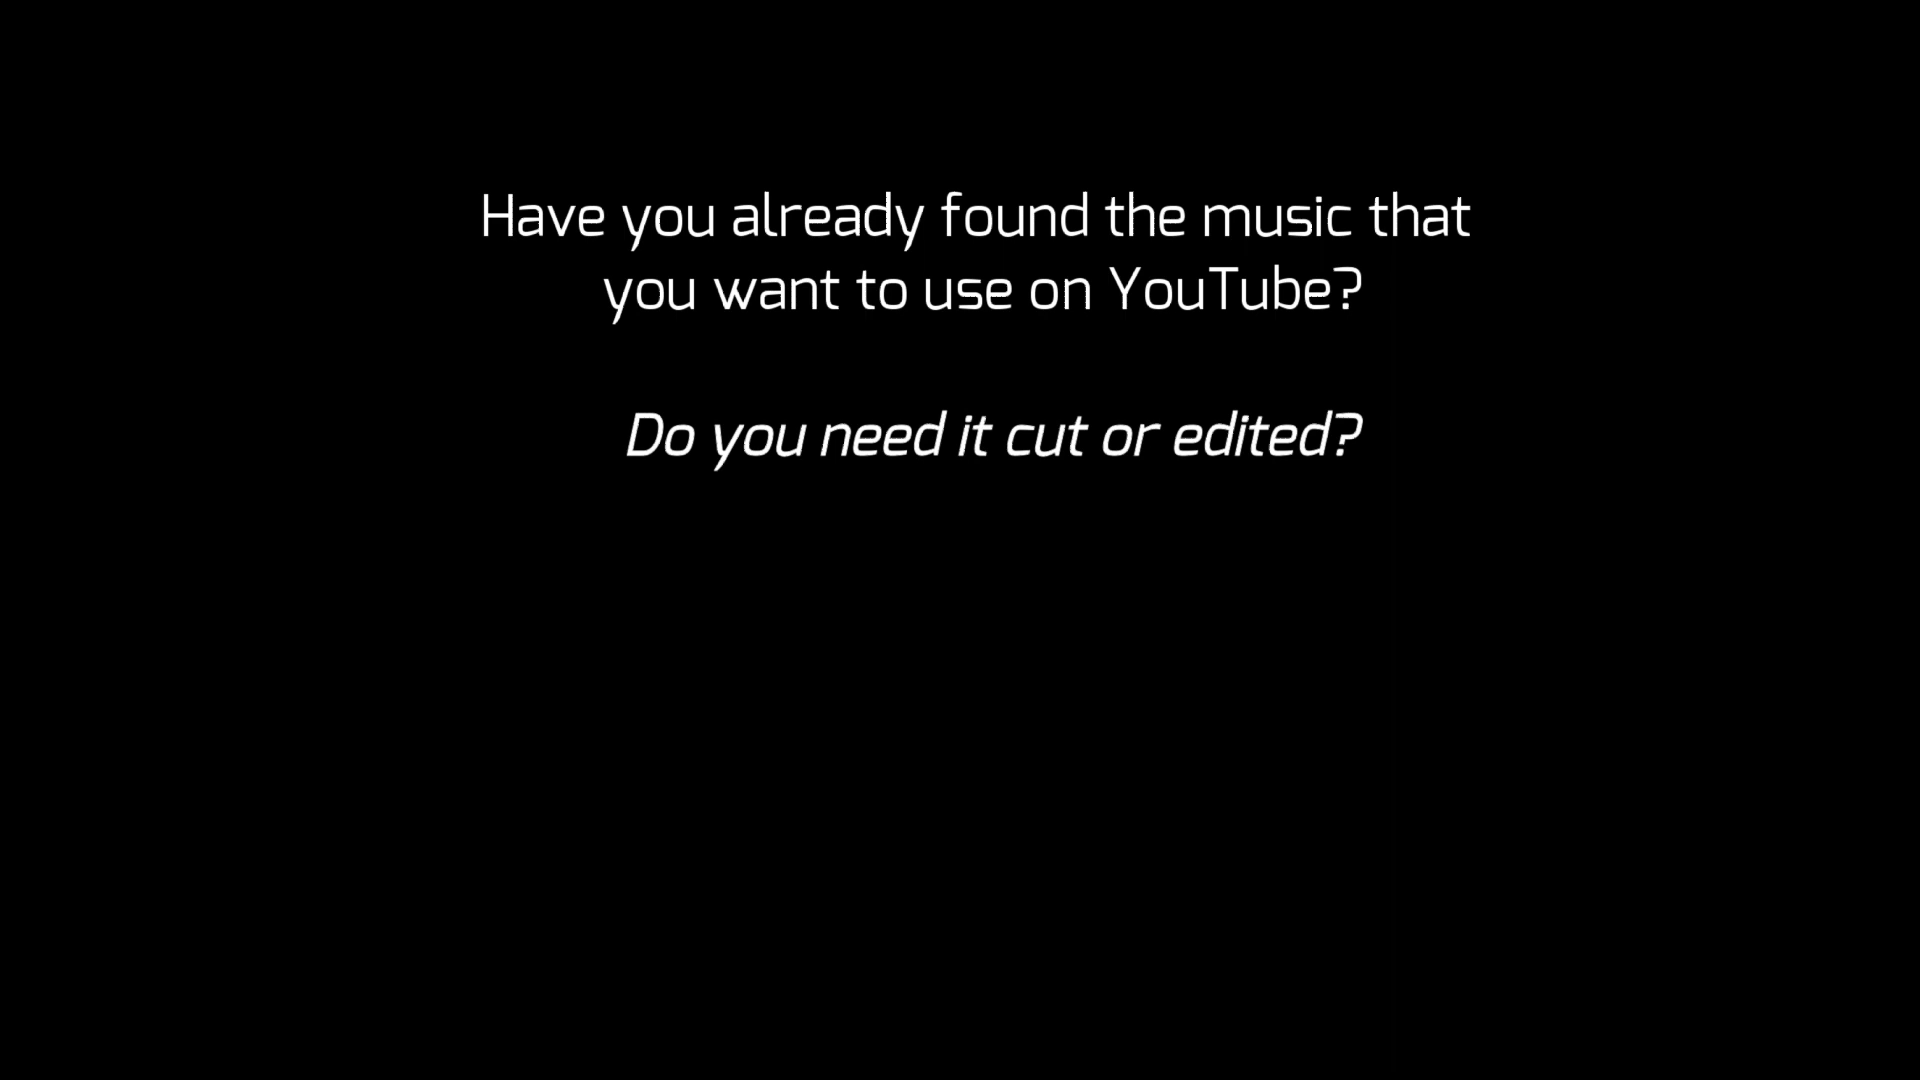 Have you already found the music that
you want to use on YouTube?
Do you need it cut or edited?